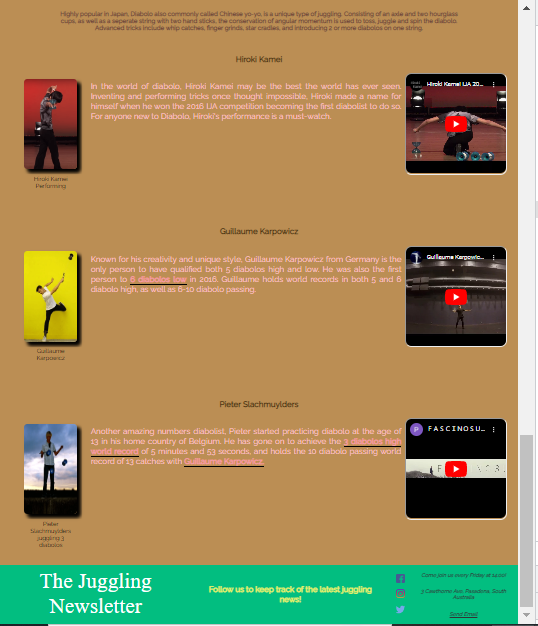 Highly popular in Japan, Diabolo also commonly called Chinese yo-yo, is a unique type of juggling. Consisting of an axle and two hourglass
cups, as well as a seperate string with two hand sticks, the conservation of angular momentum is used to toss, juggle and spin the diabolo.
Advanced tricks include whip catches, finger grinds, star cradles, and introducing 2 or more diabolos on one string.
Hiroki Kamei
In the world of diabolo, Hiroki Kamei may be the best the world has ever seen.
Inventing and performing tricks once thought impossible, Hiroki made a name for
himself when he won the 2016 IJA competition becoming the first diabolist to do so.
For anyone new to Diabolo, Hiroki's performance is a must-watch.
Hiroki Kamei IJA 20...
Hiroki Kamei
Performing
Guillaume Karpowicz
Known for his creativity and unique style, Guillaume Karpowicz from Germany is the
only person to have qualified both 5 diabolos high and low. He was also the first
person to 6 diabolos low in 2016. Guillaume holds world records in both 5 and 6
diabolo high, as well as 6-10 diabolo passing.
Guillaume Karpowic...
Guillaume
Karpowicz
Pieter Slachmuylders
Another amazing numbers diabolist, Pieter started practicing diabolo at the age of
13 in his home country of Belgium. He has gone on to achieve the 3 diabolos high
world record of 5 minutes and 53 seconds, and holds the 10 diabolo passing world
record of 13 catches with Guillaume Karpowicz.
P
FASCINOSU...
Pieter
Slachmuylders
juggling 3
diabolos
The Juggling
Newsletter
Follow us to keep track of the latest juggling
news!
Come join us every Friday at 14:00!
3 Cawthorne Ave, Pasadena, South
Australia
Send Email